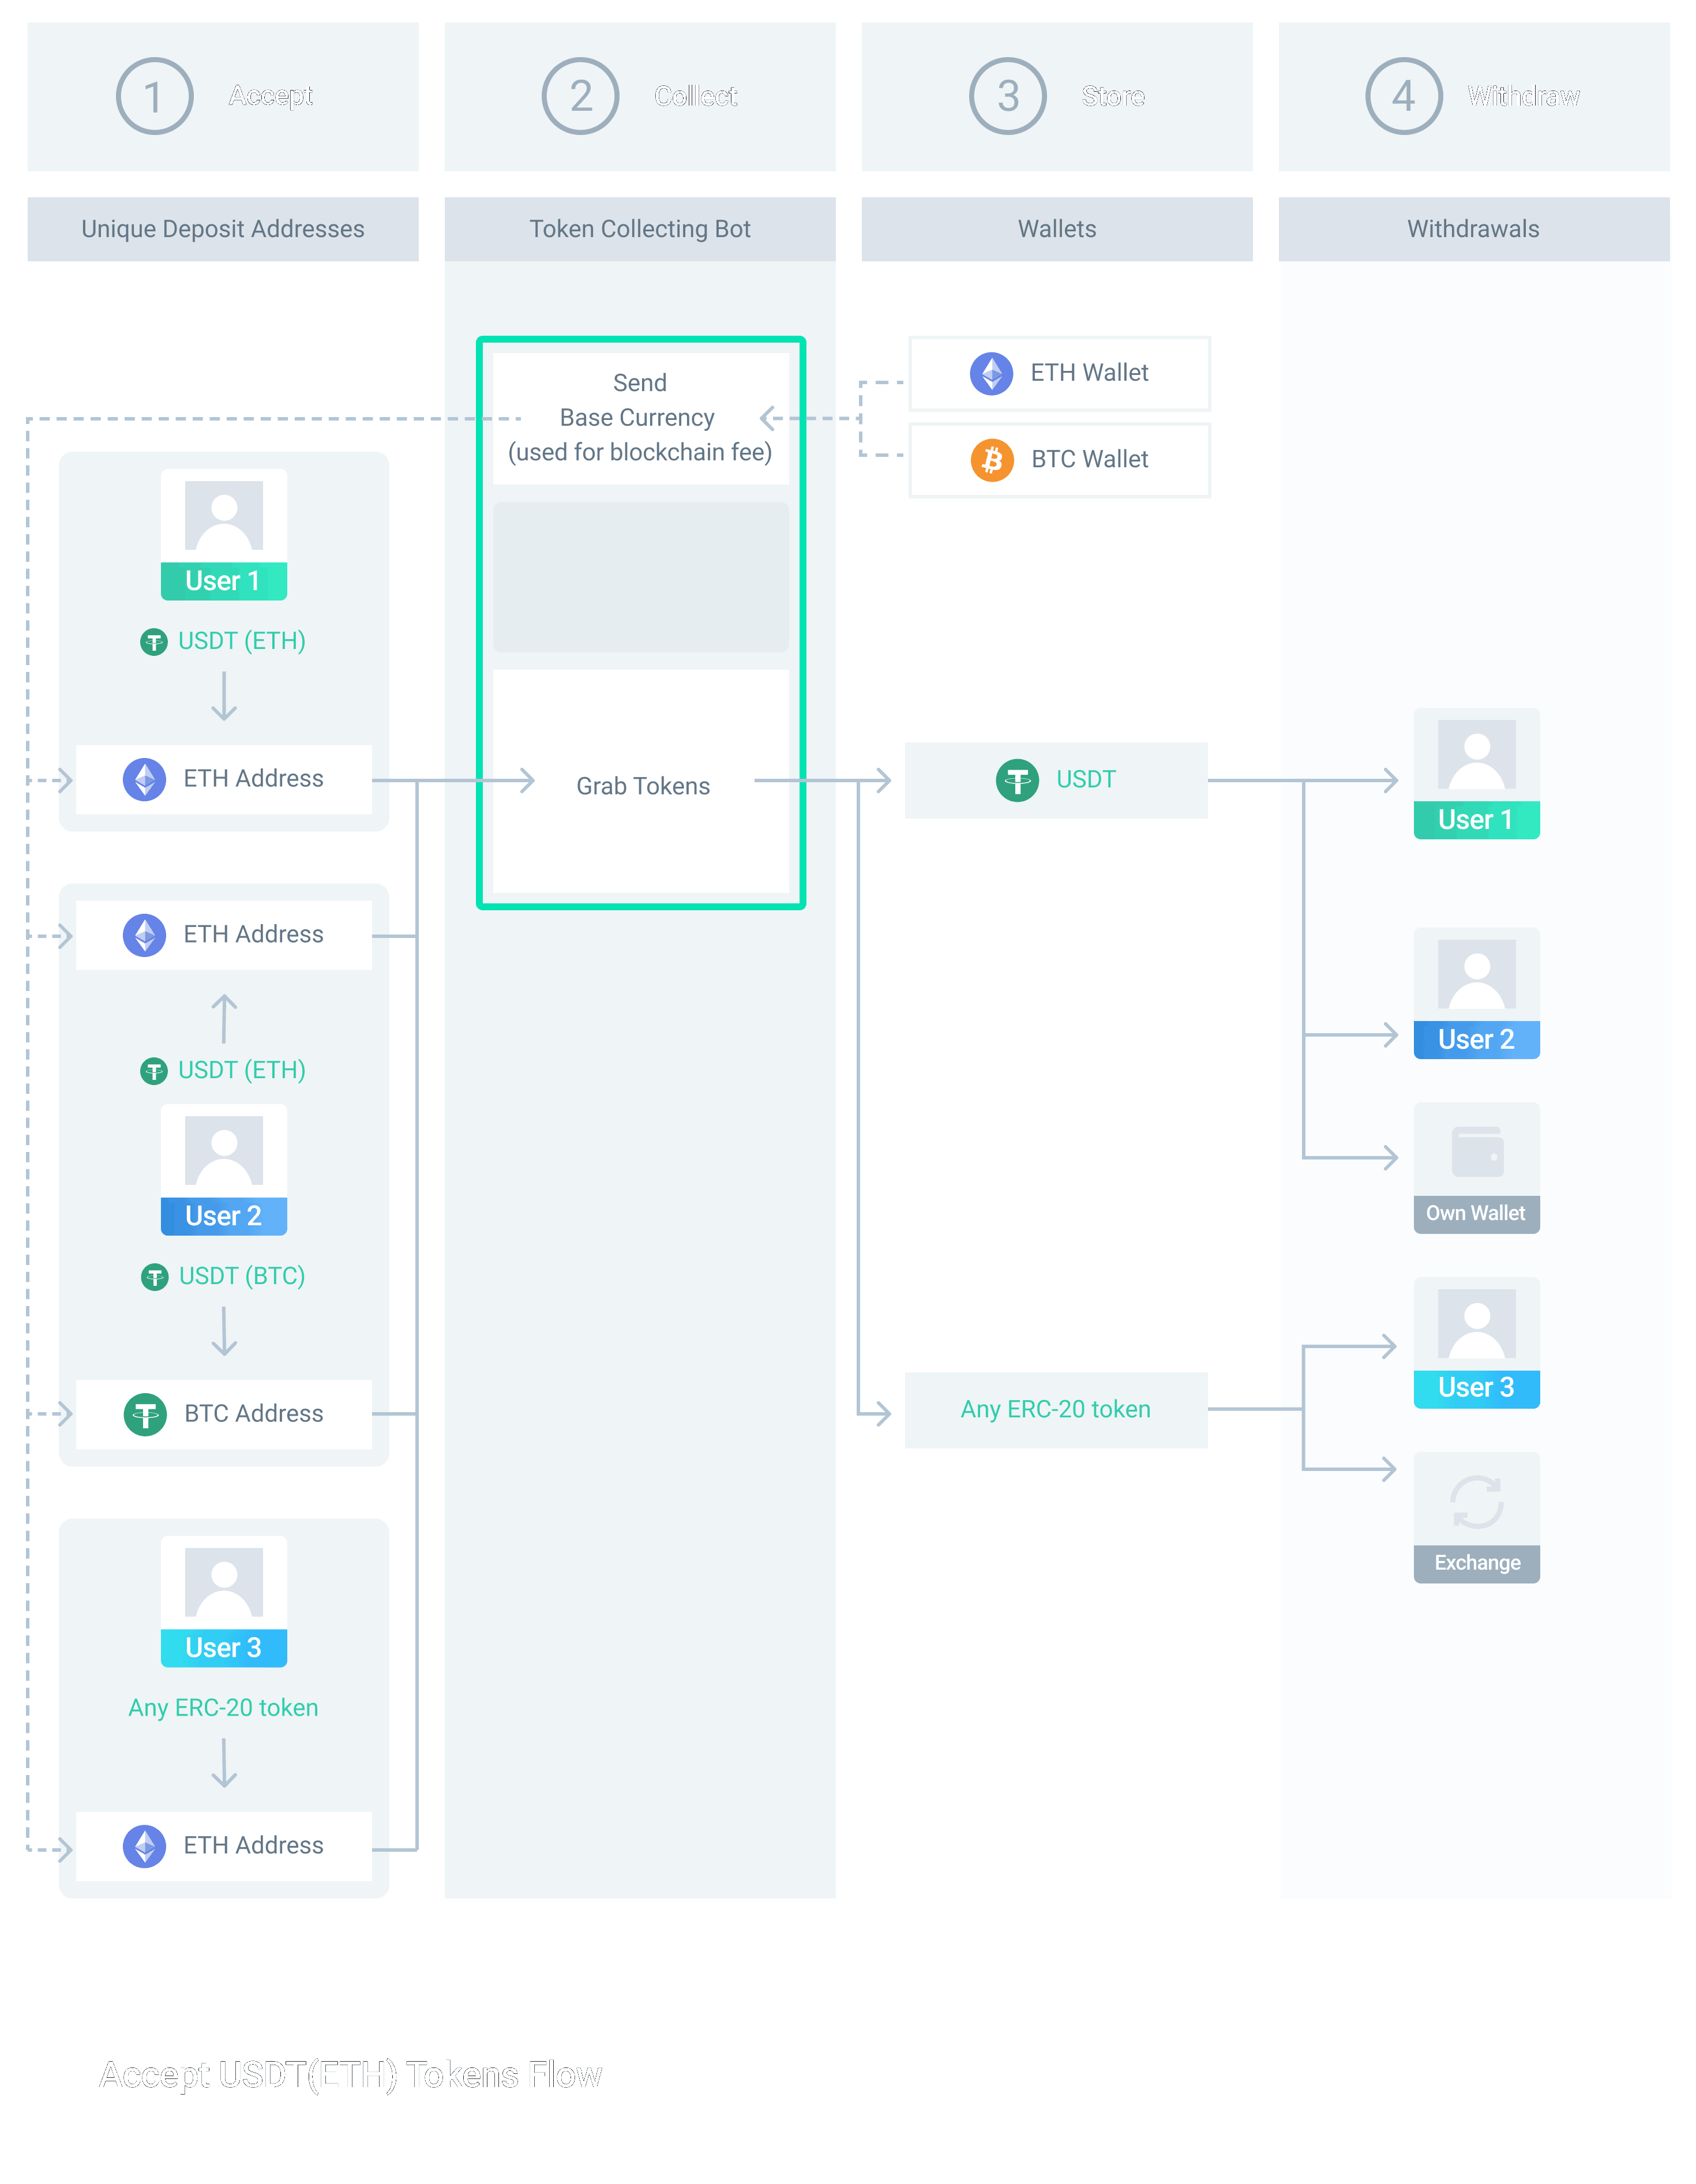 1
Accept
2
Collect
3
Store
4
Withdraw
Unique Deposit Addresses
Token Collecting Bot
Wallets
Withdrawals
Send
Base Currency
(used for blockchain fee)
ETH Wallet
BTC Wallet
User 1
USDT (ETH)
ETH Address
Grab Tokens
USDT
User 1
ETH Address
USDT (ETH)
User 2
USDT (BTC)
BTC Address
User 2
Own Wallet
Any ERC-20 token
User 3
Exchange
User 3
Any ERC-20 token
ETH Address
Accept USDT(ETH) Tokens Flow